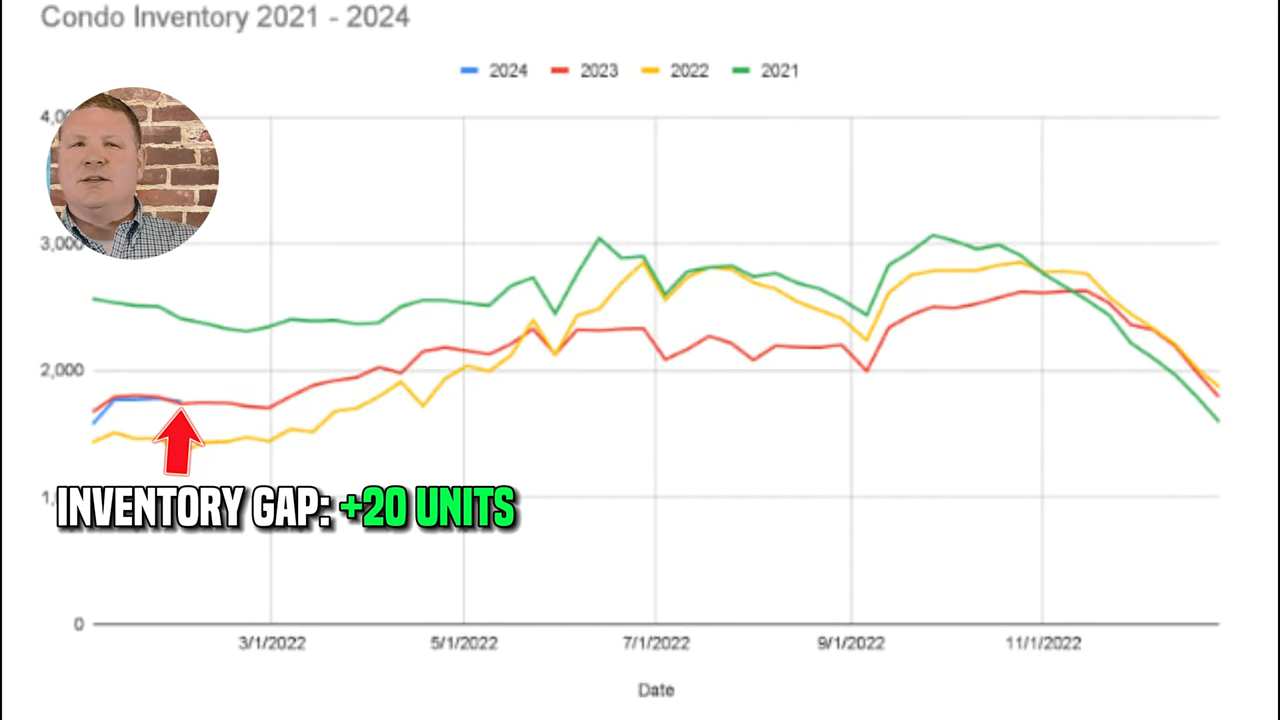 Condo Inventory 2021 - 2024
2024 2023 2022 2021
3,000
2,000
INVENTORY GAP: +20 UNITS
0
3/1/2022 5/1/2022 7/1/2022 9/1/2022 11/1/2022
Date